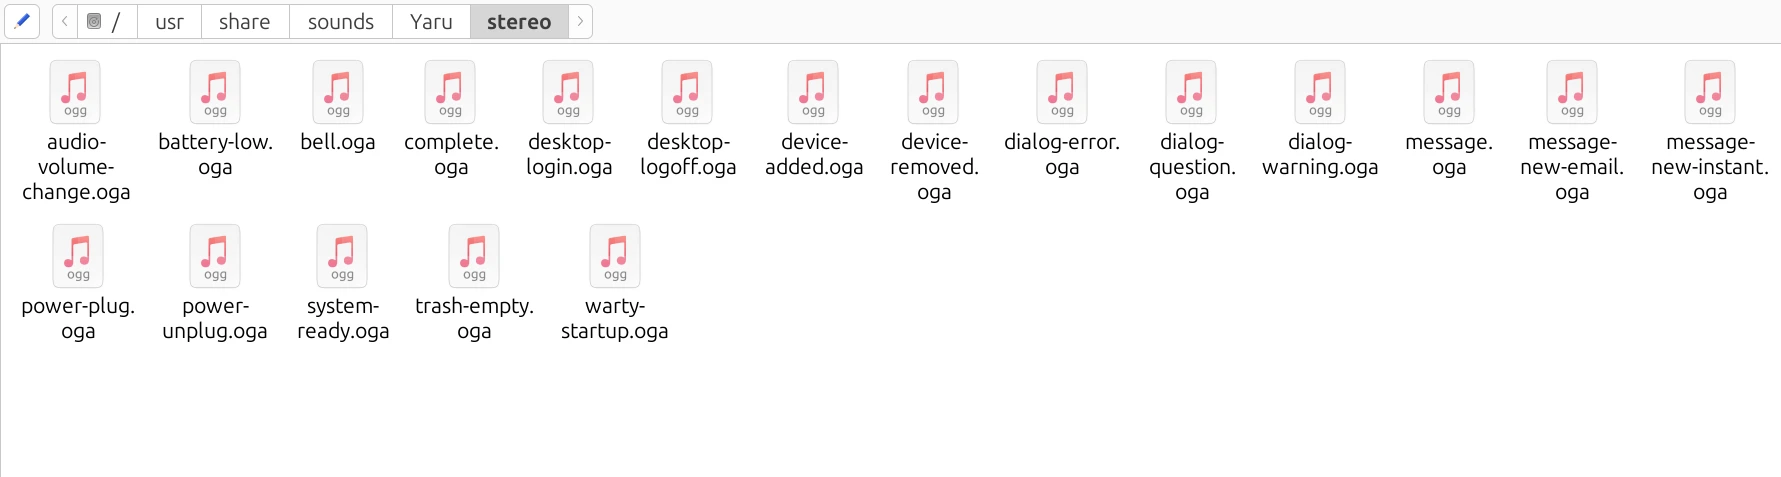 / usr share sounds Yaru stereo
ogg ogg ogg ogg ogg ogg ogg ogg ogg ogg ogg ogg ogg ogg
audio- battery-low. bell.oga complete. desktop- desktop- device- device- dialog-error. dialog- dialog- message. message- message-
volume- oga oga login.oga logoff.oga added.oga removed. oga question. warning.oga oga new-email. new-instant.
change.oga oga oga oga oga
ogg ogg ogg ogg ogg
power-plug. power- system- trash-empty. warty-
oga unplug.oga ready.oga oga startup.oga